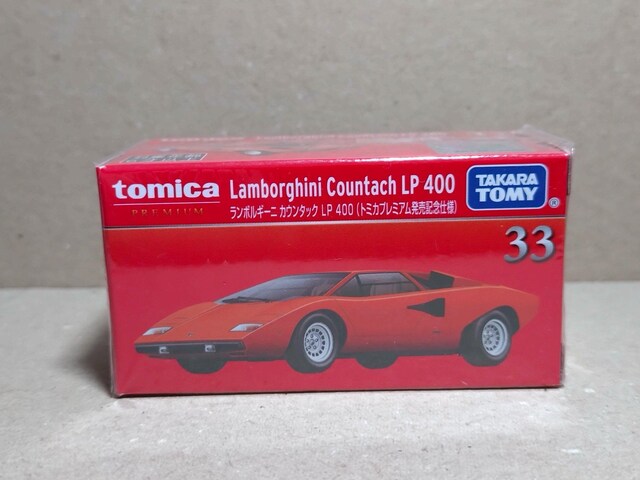 tomica
PREMIUM
Lamborghini Countach LP 400
ランボルギーニ カウンタック LP 400 (トミカプレミアム発売記念仕様)
TAKARA
TOMY
33